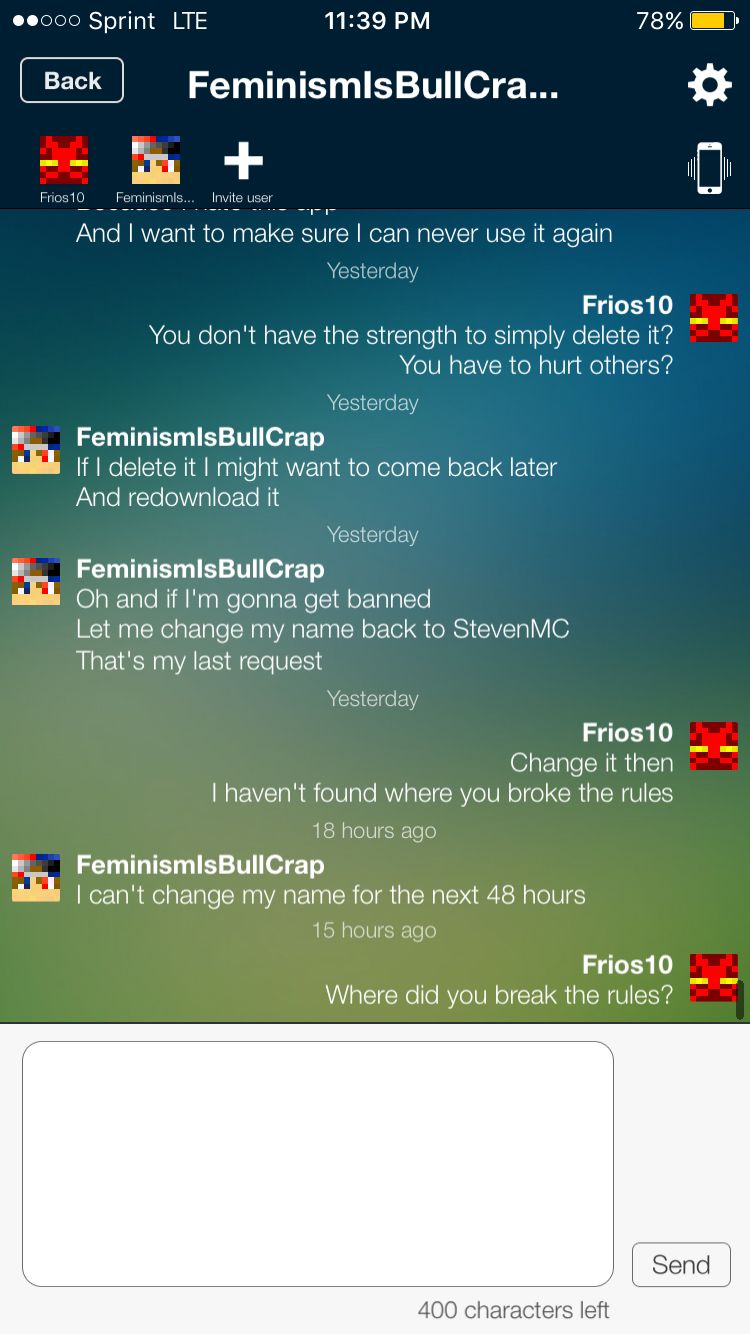 Sprint LTE 11:39 PM 78%
Back FeminismIsBullCra...
Frios10 FeminismIs... Invite user
And I want to make sure I can never use it again
Yesterday
Frios10
You don't have the strength to simply delete it?
You have to hurt others?
Yesterday
FeminismIsBullCrap
If I delete it I might want to come back later
And redownload it
Yesterday
FeminismIsBullCrap
Oh and if I'm gonna get banned
Let me change my name back to StevenMC
That's my last request
Yesterday
Frios10
Change it then
I haven't found where you broke the rules
18 hours ago
FeminismIsBullCrap
I can't change my name for the next 48 hours
15 hours ago
Frios10
Where did you break the rules?
Send
400 characters left